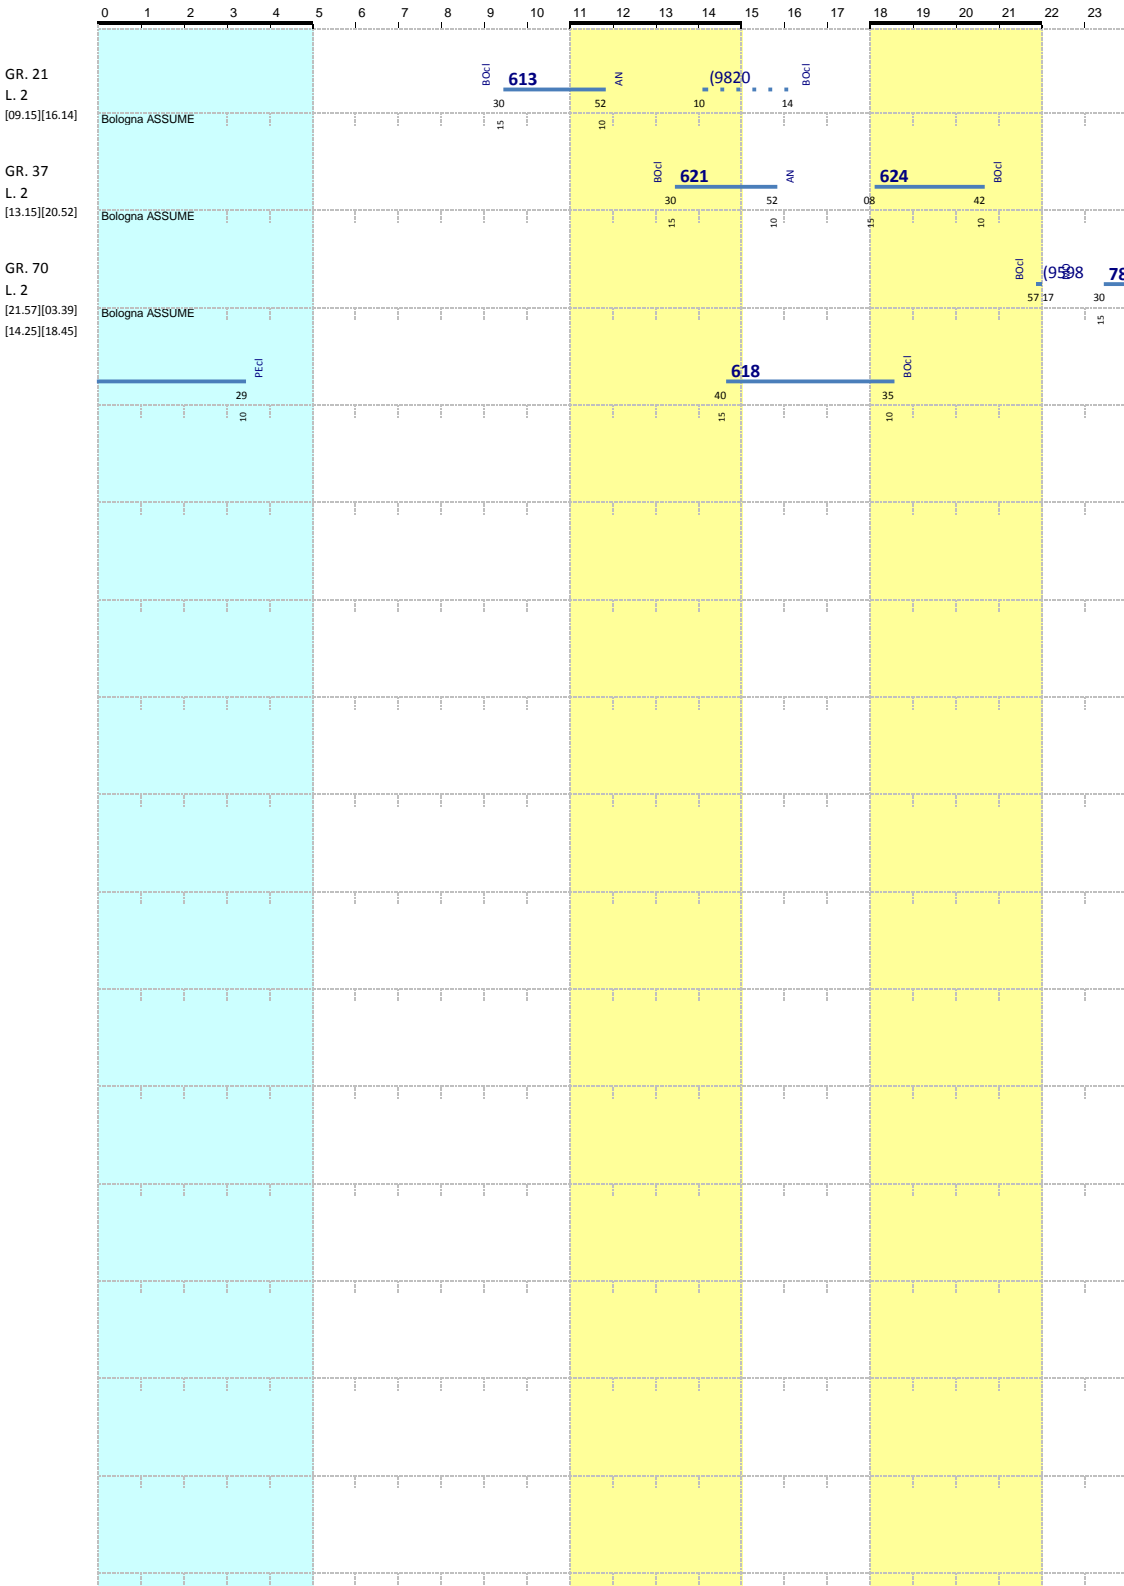 0 1 2 3 4 5 6 7 8 9 10 11 12 13 14 15 16 17 18 19 20 21 22 23
GR. 21
L. 2
[09.15][16.14]
BOcl 613 AN (9820 BOcl
30 52 10 14
15 10
Bologna ASSUME
GR. 37
L. 2
[13.15][20.52]
BOcl 621 AN 624 BOcl
30 52 08 42
15 10 15 10
Bologna ASSUME
GR. 70
L. 2
[21.57][03.39]
[14.25][18.45]
BOcl (9598 78
57 17 30
15
Bologna ASSUME
PEcl 618 BOcl
29 40 35
10 15 10